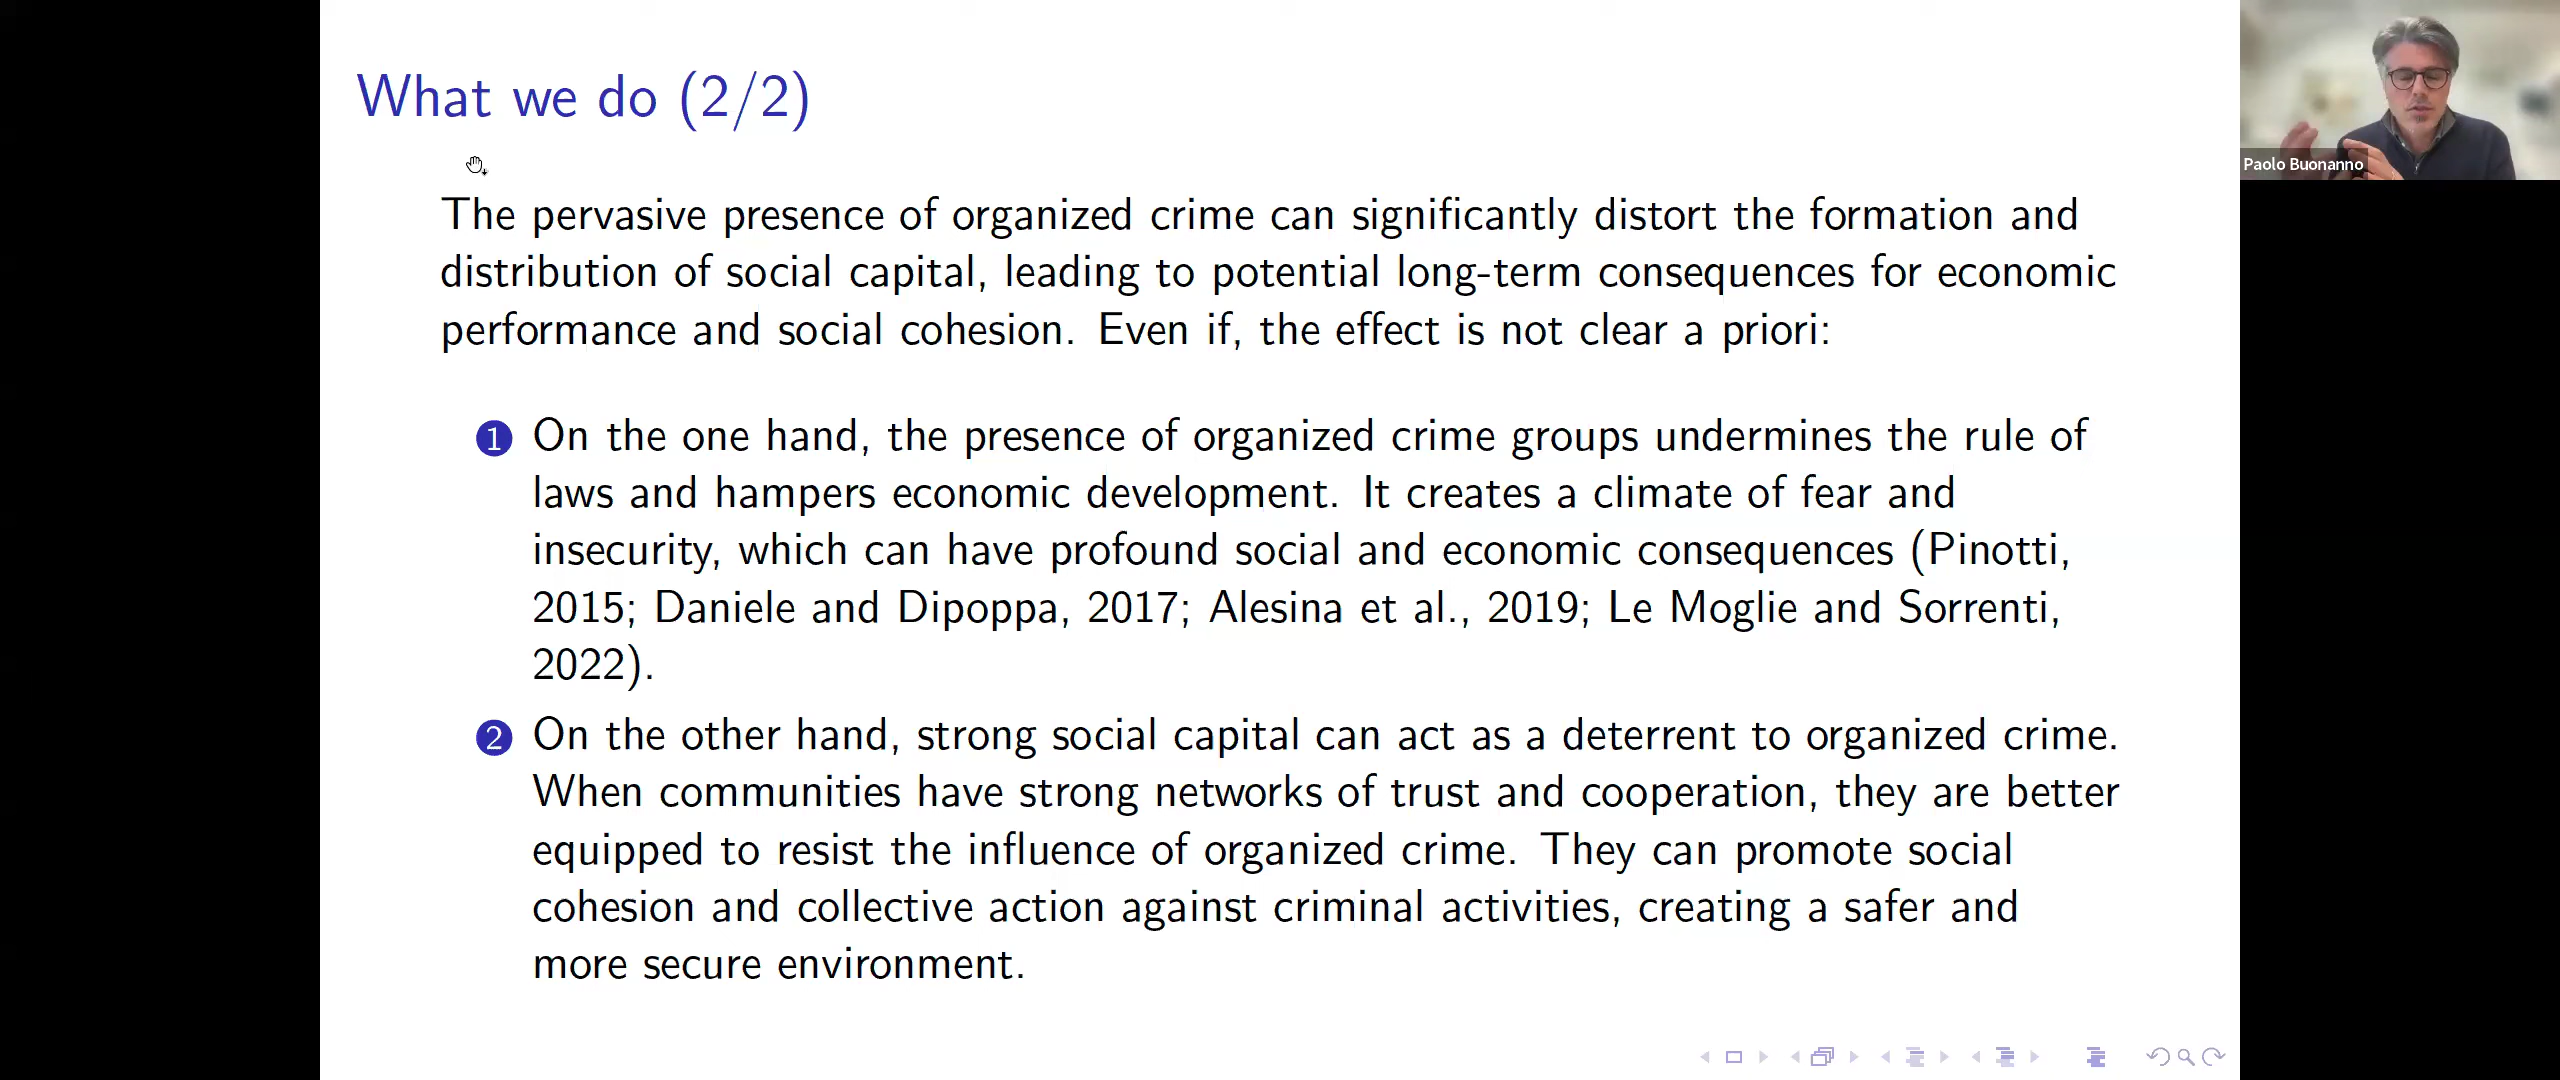 What we do (2/2)
Paolo Buonanno
The pervasive presence of organized crime can significantly distort the formation and
distribution of social capital, leading to potential long-term consequences for economic
performance and social cohesion. Even if, the effect is not clear a priori:
1 On the one hand, the presence of organized crime groups undermines the rule of
laws and hampers economic development. It creates a climate of fear and
insecurity, which can have profound social and economic consequences (Pinotti,
2015; Daniele and Dipoppa, 2017; Alesina et al., 2019; Le Moglie and Sorrenti,
2022).
2 On the other hand, strong social capital can act as a deterrent to organized crime.
When communities have strong networks of trust and cooperation, they are better
equipped to resist the influence of organized crime. They can promote social
cohesion and collective action against criminal activities, creating a safer and
more secure environment.